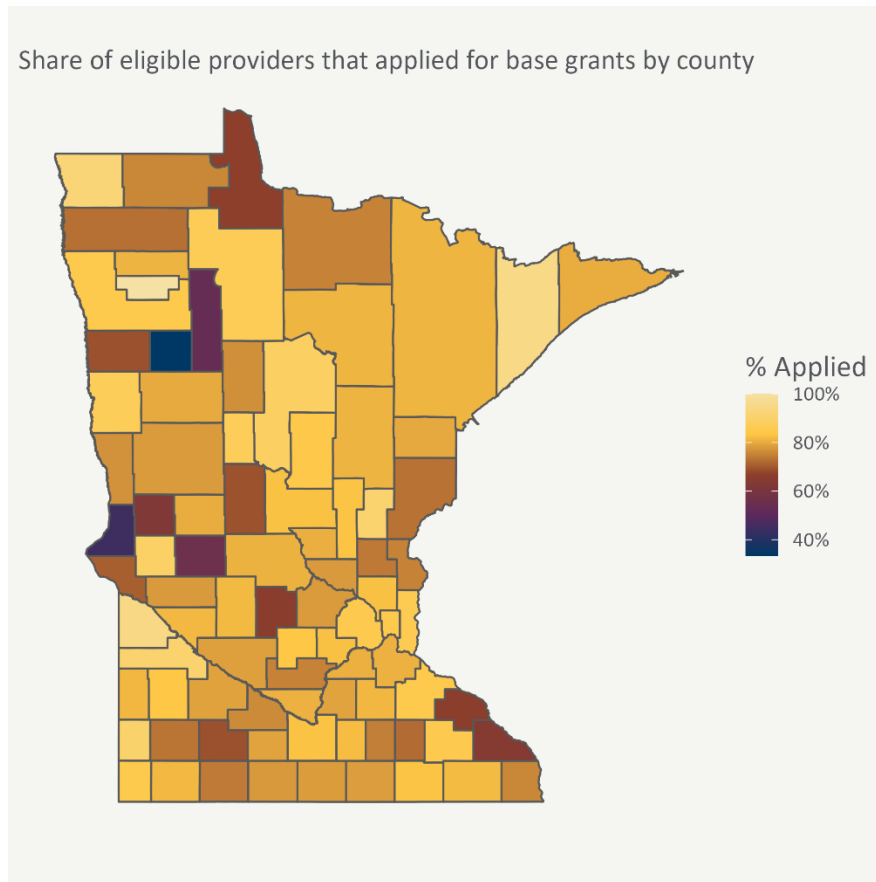 Share of eligible providers that applied for base grants by county
% Applied
100%
80%
60%
40%